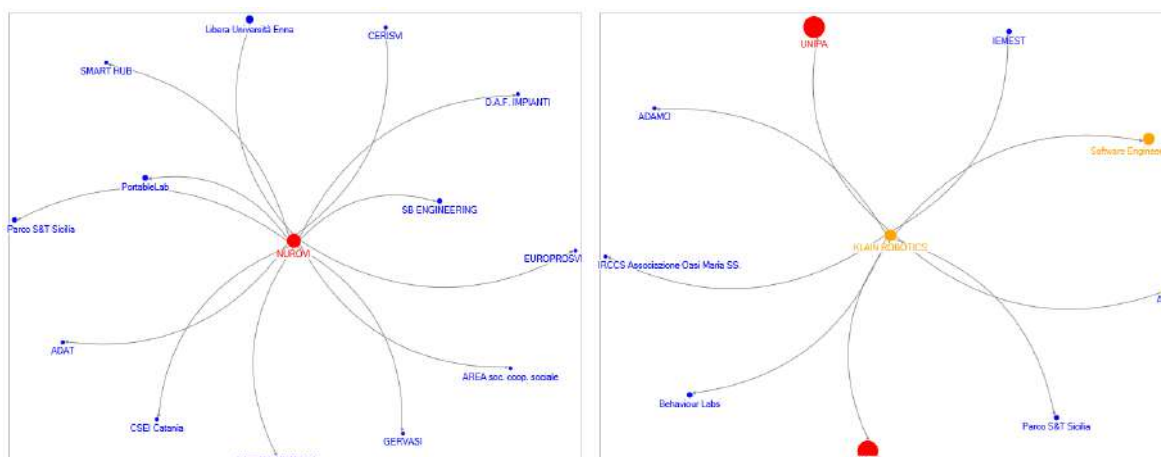 Libera Università Enna
CERISVI
SMART HUB
D.A.F. IMPIANTI
PortableLab
SB ENGINEERING
Parco S&T Sicilia
NUROVI
EUROPROSVI
ADAT
AREA soc. coop. sociale
CSEI Catania
GERVASI
UNIPA
IEMEST
ADAMCI
Software Engineer
KLAIN ROBOTICS
IRCCS Associazione Oasi Maria SS.
A
Behaviour Labs
Parco S&T Sicilia